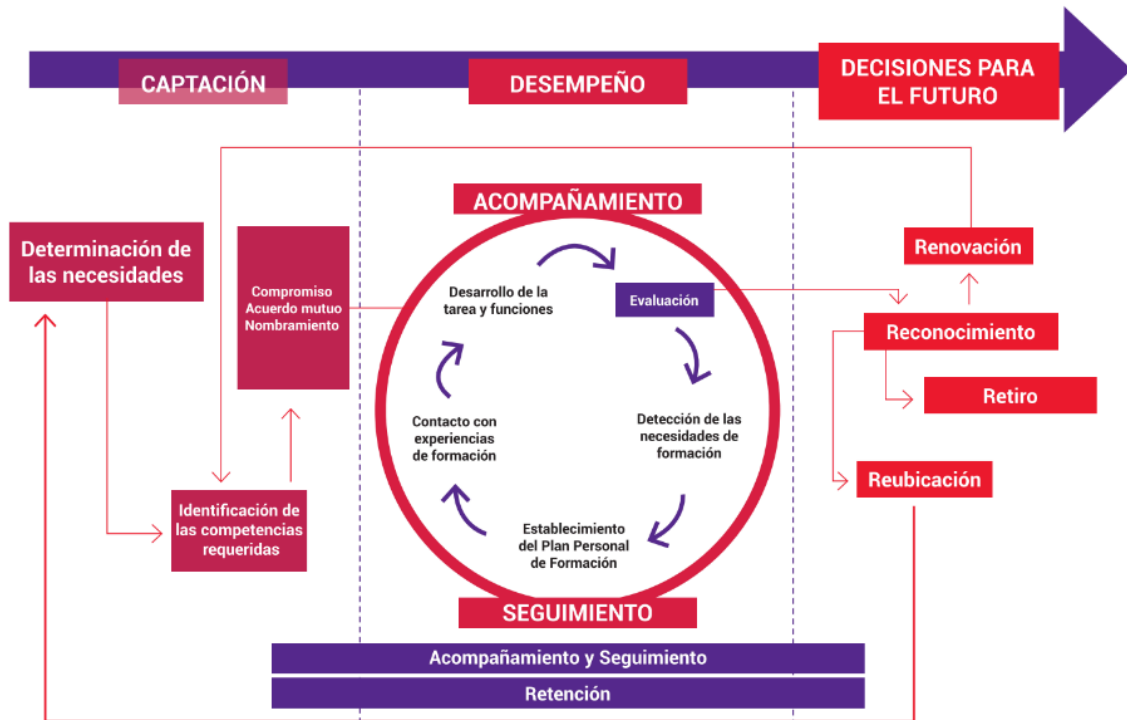 CAPTACIÓN
DESEMPEÑO
DECISIONES PARA
EL FUTURO
Determinación de
las necesidades
Compromiso
Acuerdo mutuo
Nombramiento
Identificación de
las competencias
requeridas
ACOMPAÑAMIENTO
Desarrollo de la
tarea y funciones
Evaluación
Detección de las
necesidades de
formación
Establecimiento
del Plan Personal
de Formación
Contacto con
experiencias
de formación
SEGUIMIENTO
Renovación
Reconocimiento
Retiro
Reubicación
Acompañamiento y Seguimiento
Retención